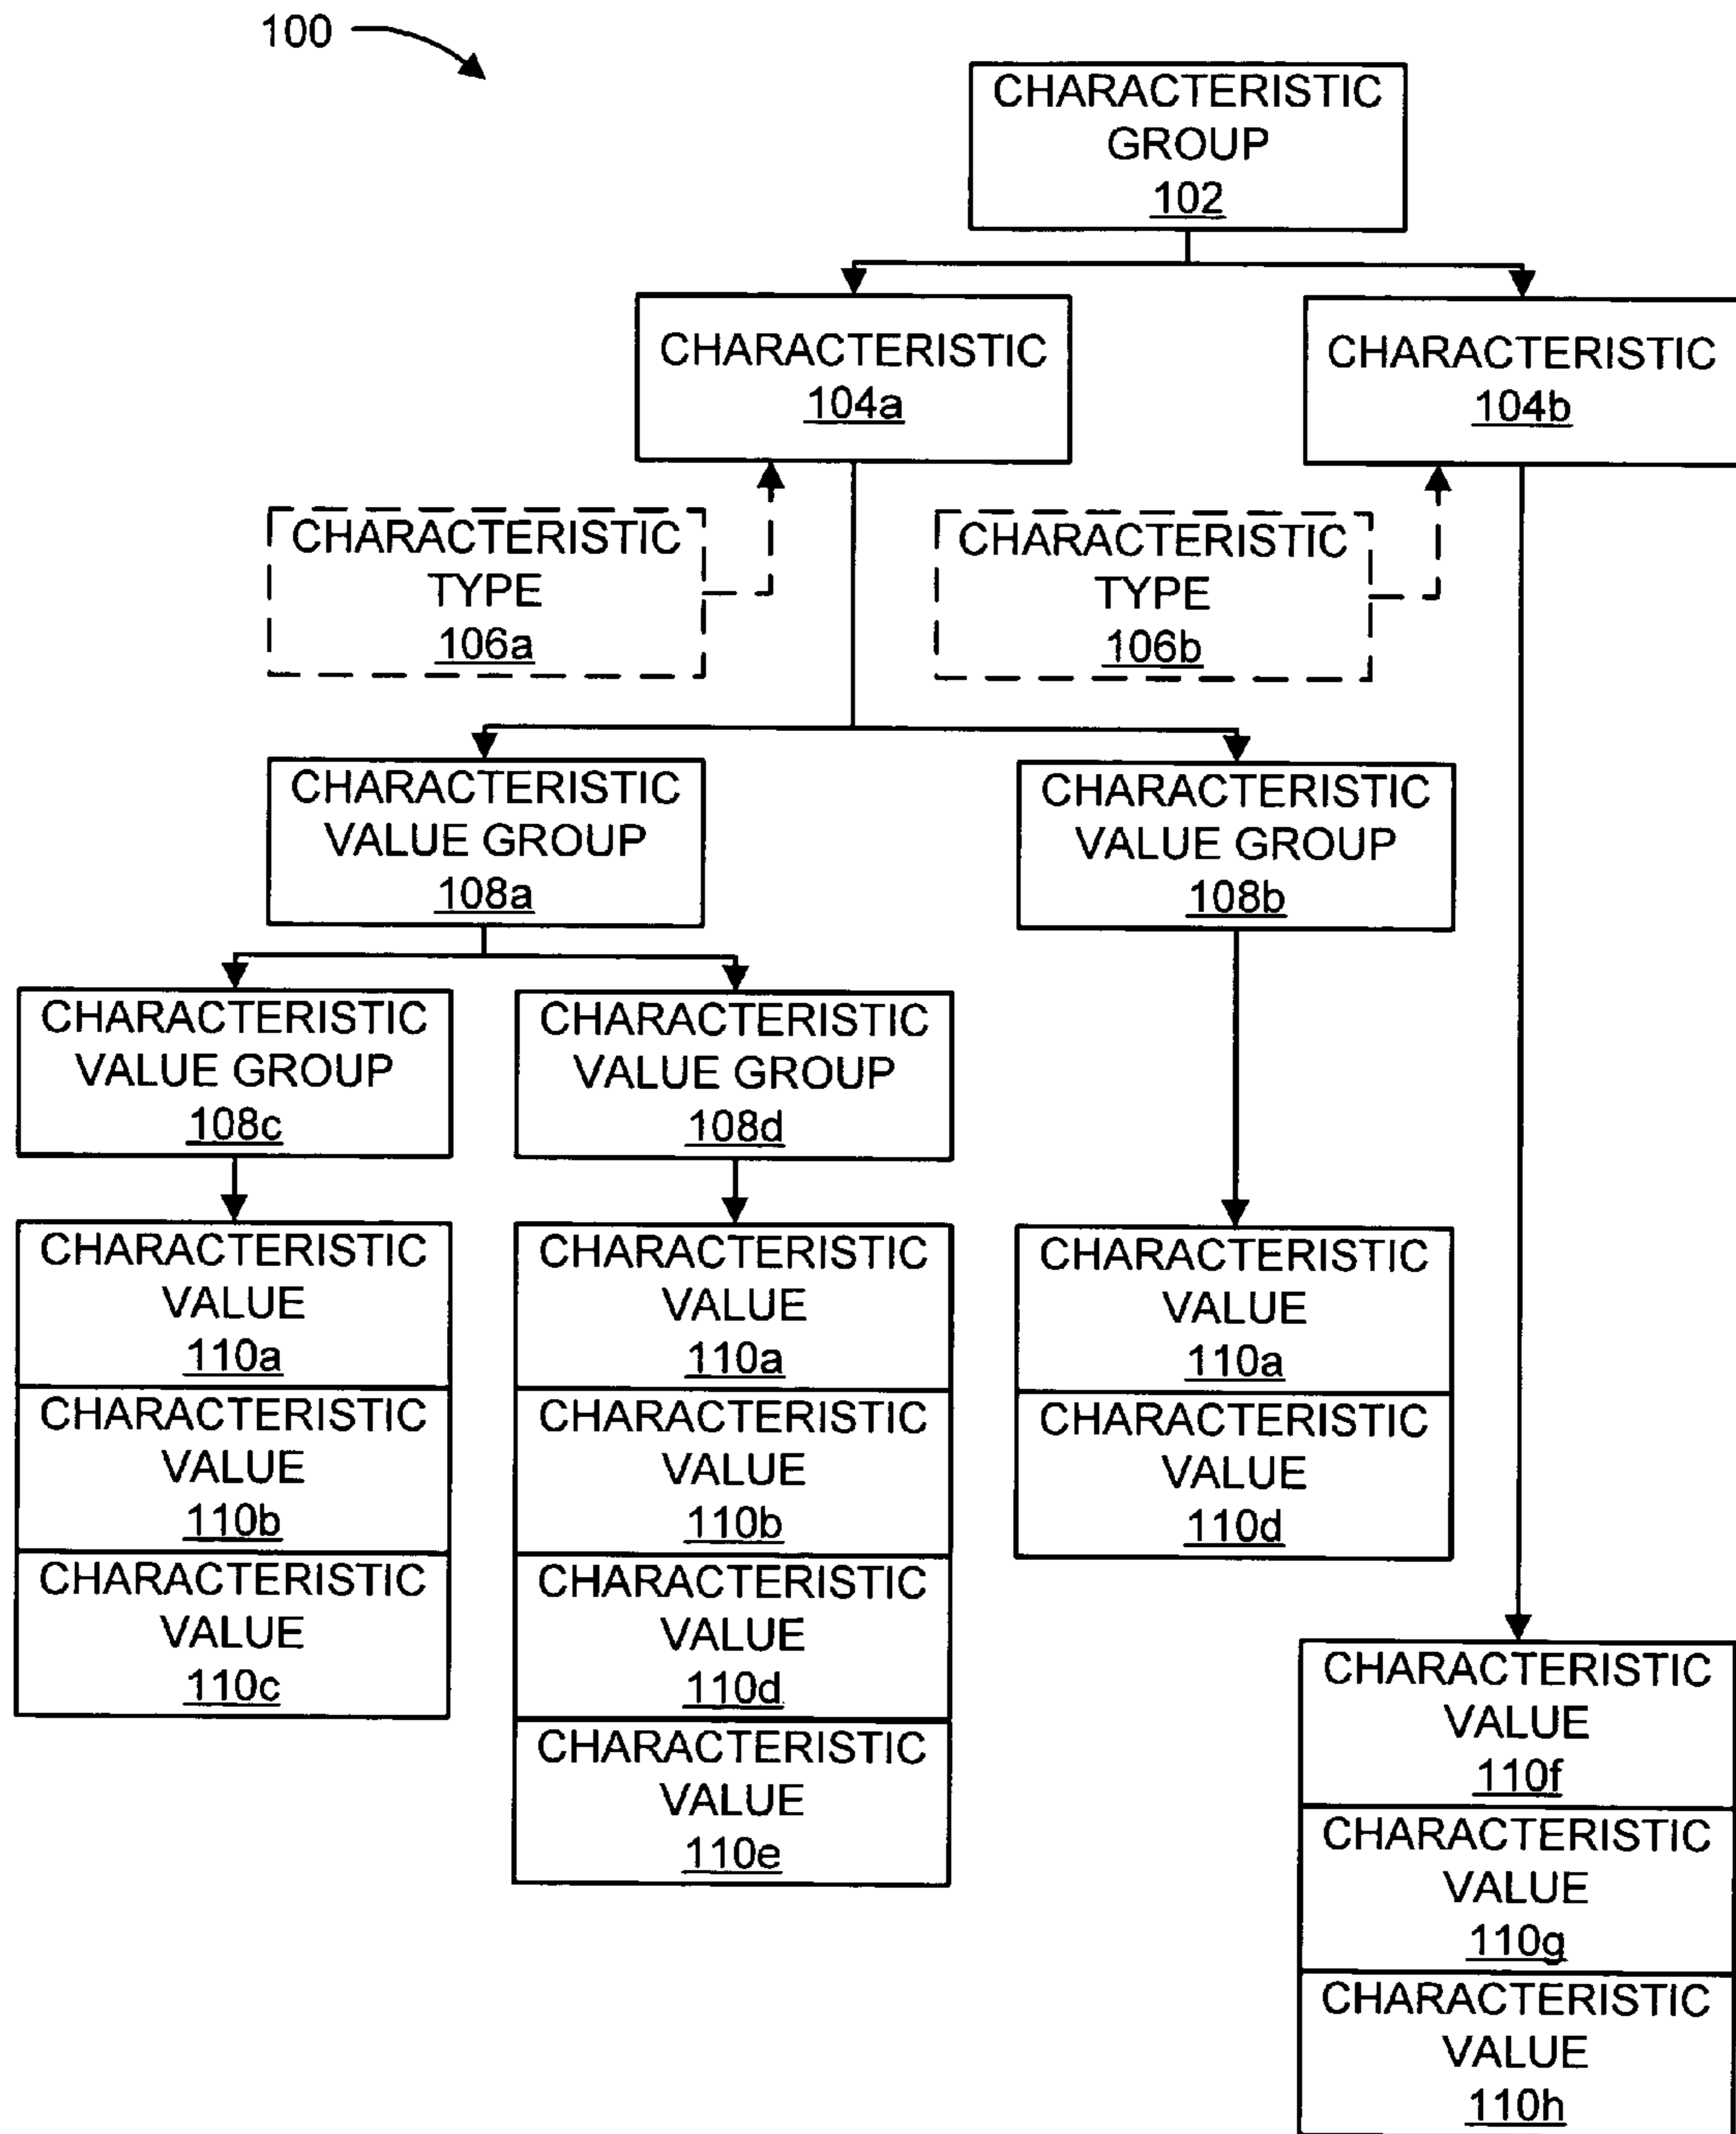 100
CHARACTERISTIC
GROUP
102
CHARACTERISTIC
104a
CHARACTERISTIC
104b
CHARACTERISTIC
TYPE
106a
CHARACTERISTIC
TYPE
106b
CHARACTERISTIC
VALUE GROUP
108a
CHARACTERISTIC
VALUE GROUP
108b
CHARACTERISTIC
VALUE GROUP
108c
CHARACTERISTIC
VALUE GROUP
108d
CHARACTERISTIC
VALUE
110a
CHARACTERISTIC
VALUE
110b
CHARACTERISTIC
VALUE
110c
CHARACTERISTIC
VALUE
110a
CHARACTERISTIC
VALUE
110b
CHARACTERISTIC
VALUE
110d
CHARACTERISTIC
VALUE
110e
CHARACTERISTIC
VALUE
110a
CHARACTERISTIC
VALUE
110d
CHARACTERISTIC
VALUE
110f
CHARACTERISTIC
VALUE
110g
CHARACTERISTIC
VALUE
110h